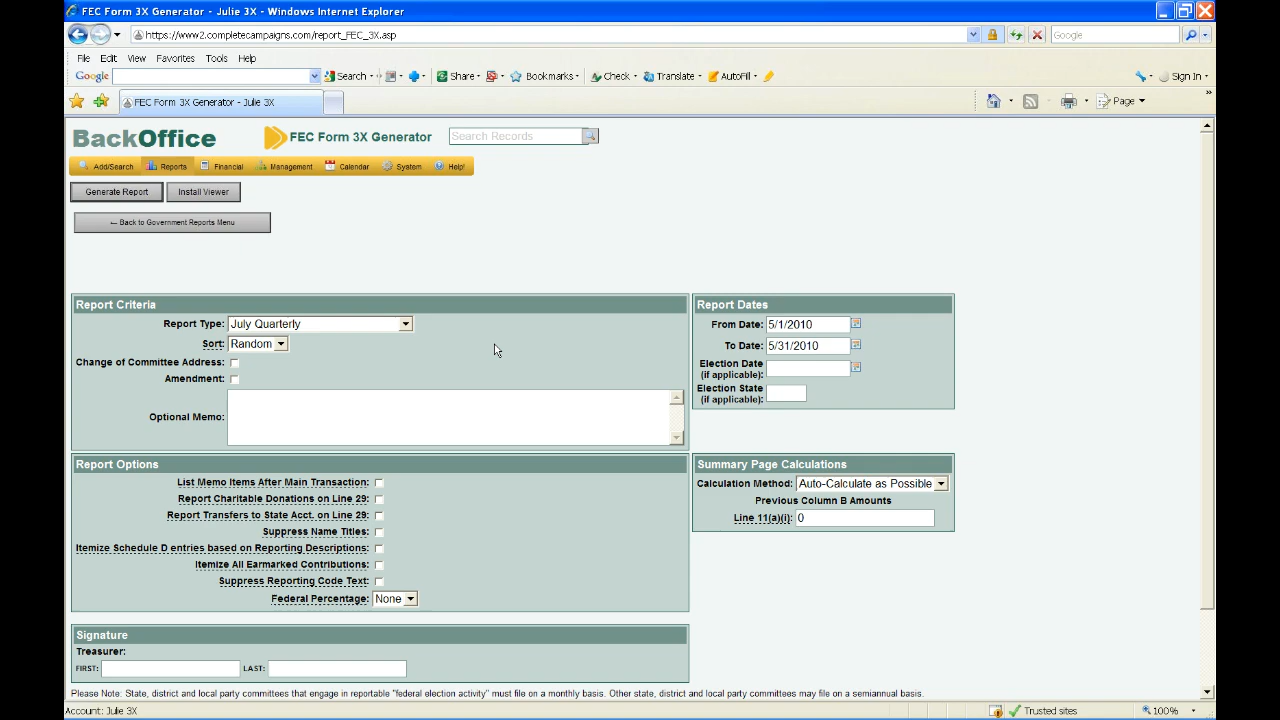 FEC Form 3X Generator - Julie 3X - Windows Internet Explorer
https://www2.completecampaigns.com/report_FEC_3X.asp
Google
File Edit View Favorites Tools Help
Google Search Share Bookmarks Check Translate AutoFill Sign In
FEC Form 3X Generator - Julie 3X
Page
BackOffice FEC Form 3X Generator Search Records
Add/Search Reports Financial Management Calendar System Help!
Generate Report Install Viewer
← Back to Government Reports Menu
Report Criteria
Report Type: July Quarterly
Sort: Random
Change of Committee Address:
Amendment:
Optional Memo:
Report Dates
From Date: 5/1/2010
To Date: 5/31/2010
Election Date
(if applicable):
Election State
(if applicable):
Report Options
List Memo Items After Main Transaction:
Report Charitable Donations on Line 29:
Report Transfers to State Acct. on Line 29:
Suppress Name Titles:
Itemize Schedule D entries based on Reporting Descriptions:
Itemize All Earmarked Contributions:
Suppress Reporting Code Text:
Federal Percentage: None
Summary Page Calculations
Calculation Method: Auto-Calculate as Possible
Previous Column B Amounts
Line 11(a)(i): 0
Signature
Treasurer:
FIRST: LAST:
Please Note: State, district and local party committees that engage in reportable "federal election activity" must file on a monthly basis. Other state, district and local party committees may file on a semiannual basis.
Account: Julie 3X Trusted sites 100%